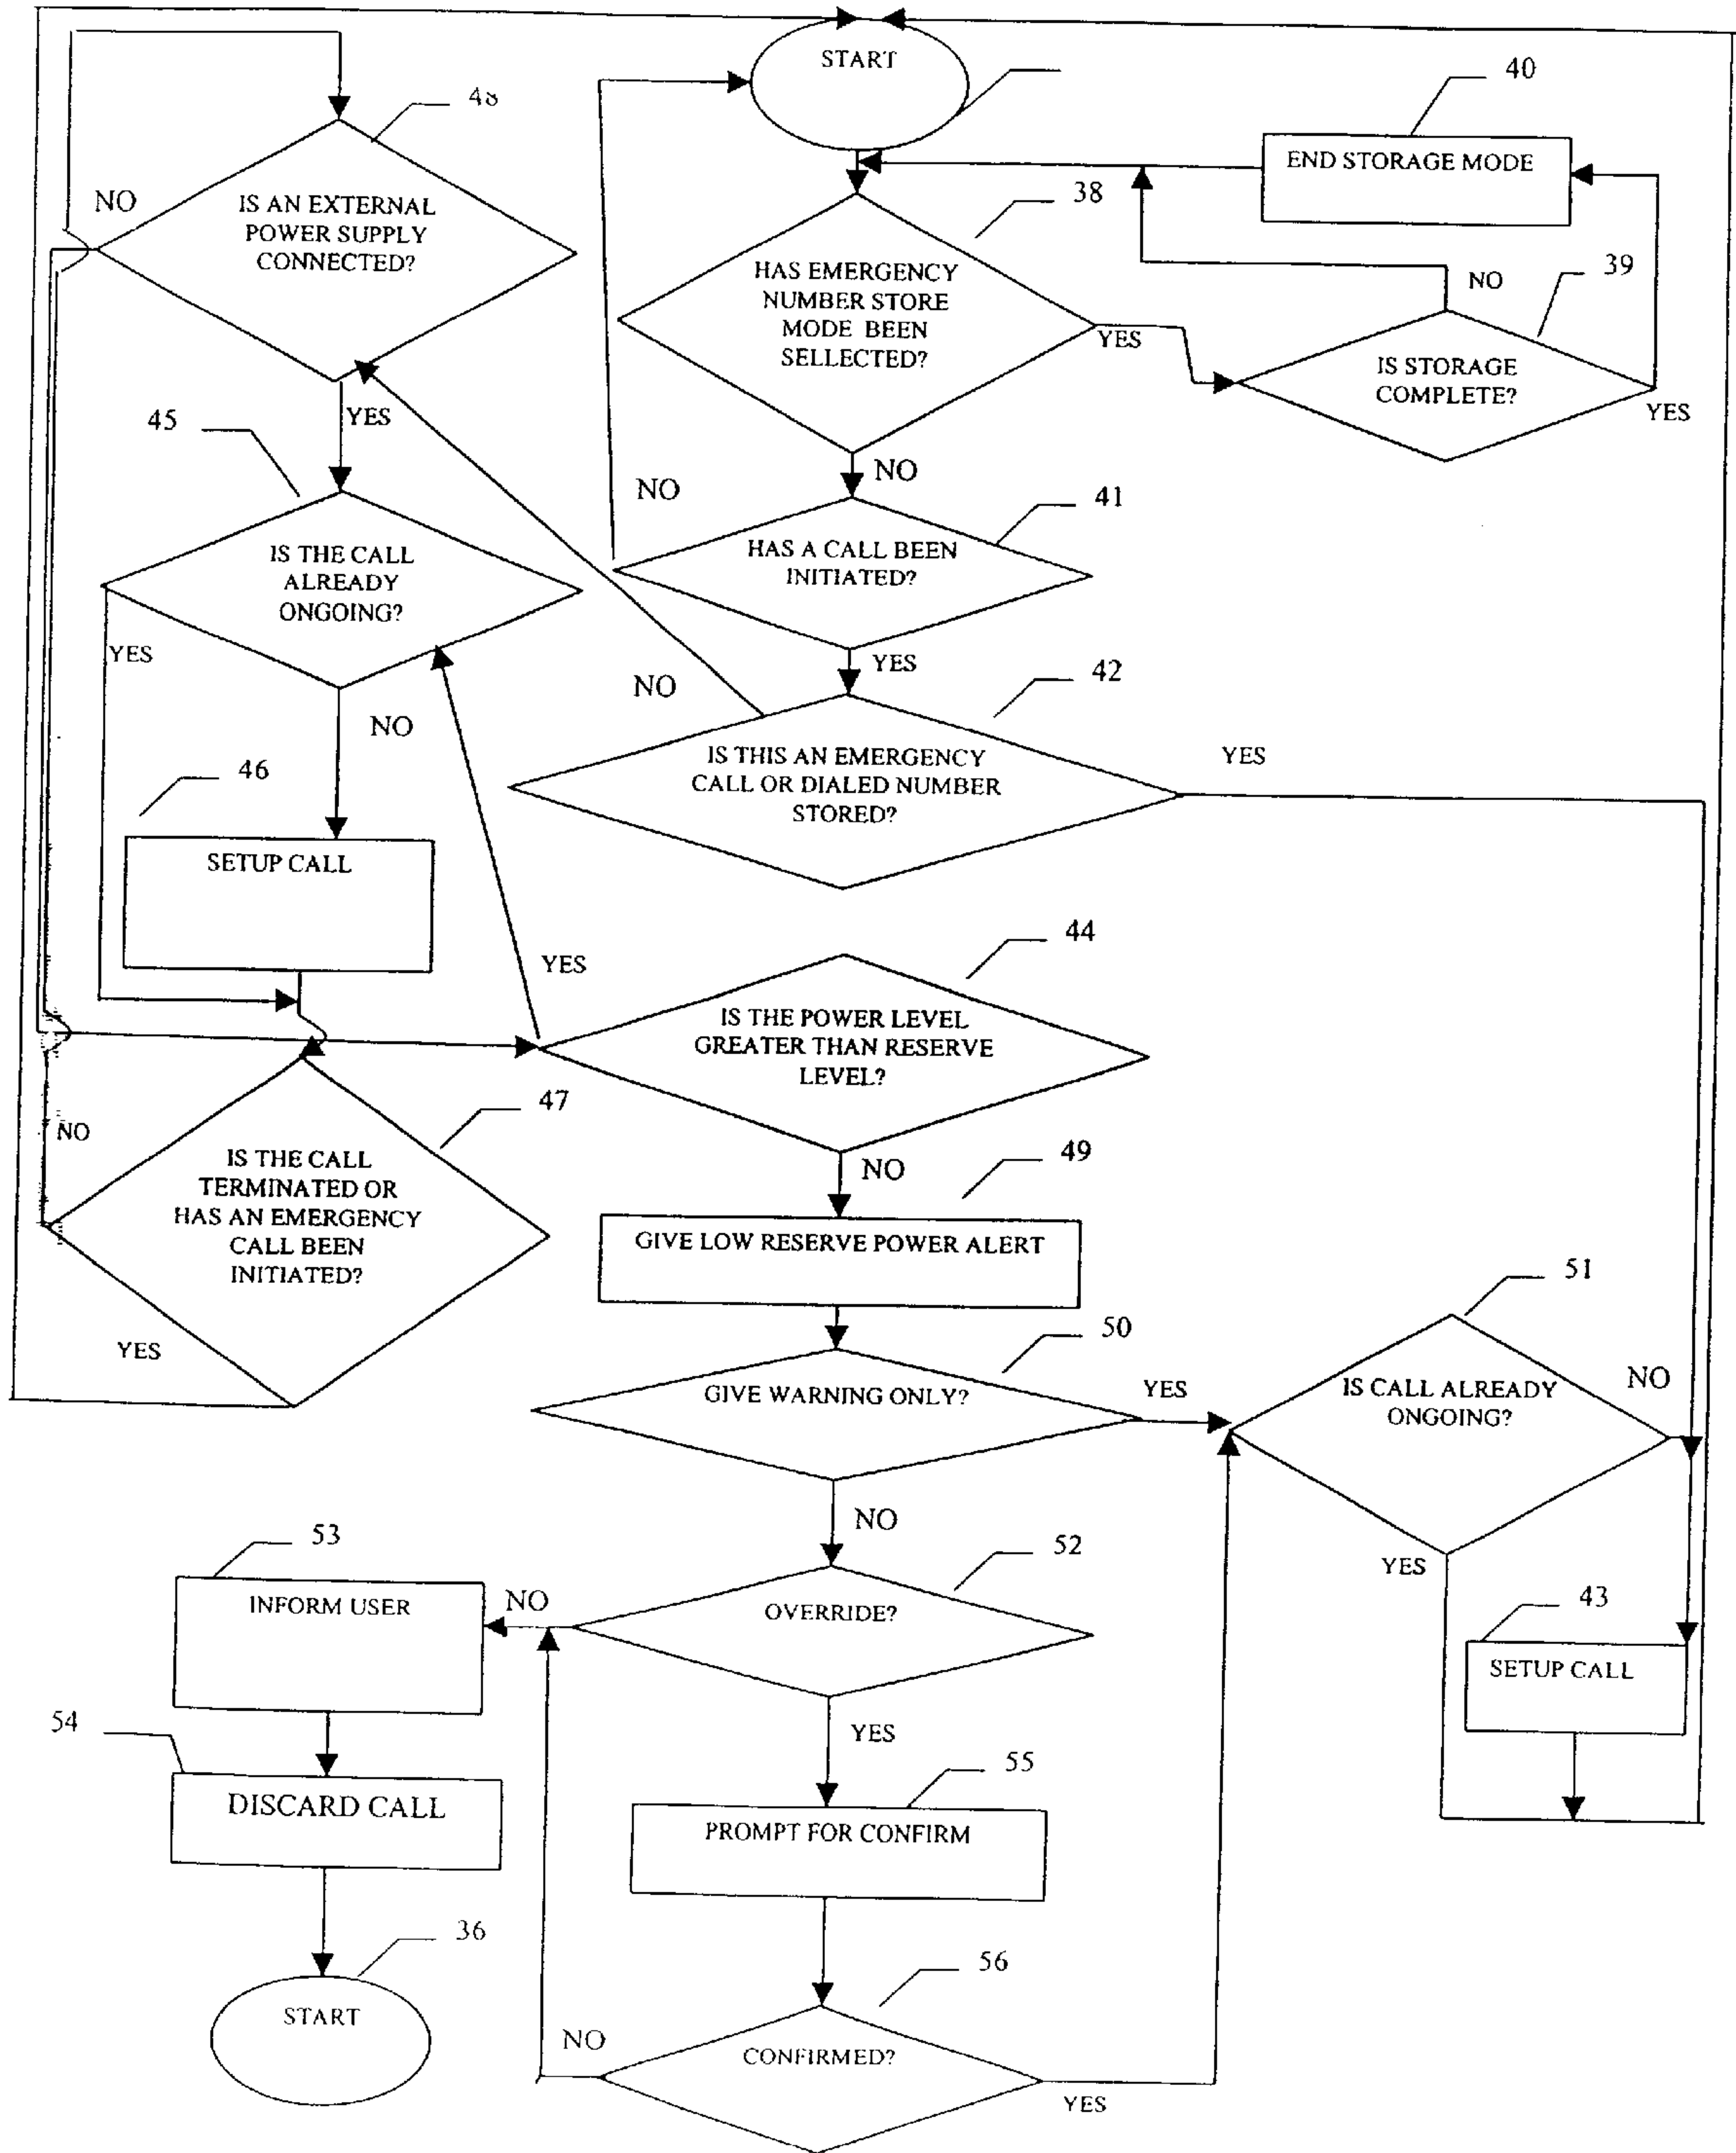 START
40
END STORAGE MODE
48
NO
IS AN EXTERNAL
POWER SUPPLY
CONNECTED?
YES
38
HAS EMERGENCY
NUMBER STORE
MODE BEEN
SELLECTED?
YES
NO
39
NO
IS STORAGE
COMPLETE?
YES
45
IS THE CALL
ALREADY
ONGOING?
YES
NO
NO
41
HAS A CALL BEEN
INITIATED?
YES
NO
42
IS THIS AN EMERGENCY
CALL OR DIALED NUMBER
STORED?
YES
46
SETUP CALL
YES
44
IS THE POWER LEVEL
GREATER THAN RESERVE
LEVEL?
NO
NO
47
IS THE CALL
TERMINATED OR
HAS AN EMERGENCY
CALL BEEN
INITIATED?
YES
49
GIVE LOW RESERVE POWER ALERT
50
GIVE WARNING ONLY?
YES
NO
51
IS CALL ALREADY
ONGOING?
NO
YES
43
SETUP CALL
52
OVERRIDE?
NO
YES
53
INFORM USER
54
DISCARD CALL
36
START
55
PROMPT FOR CONFIRM
56
CONFIRMED?
NO
YES